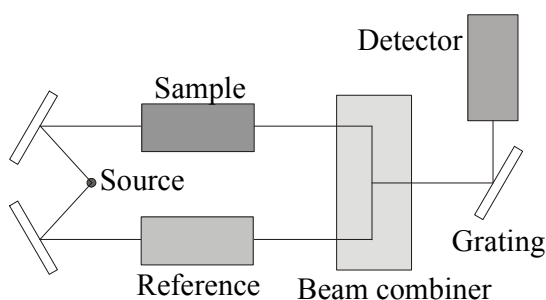 Detector
Sample
Source
Grating
Reference
Beam combiner